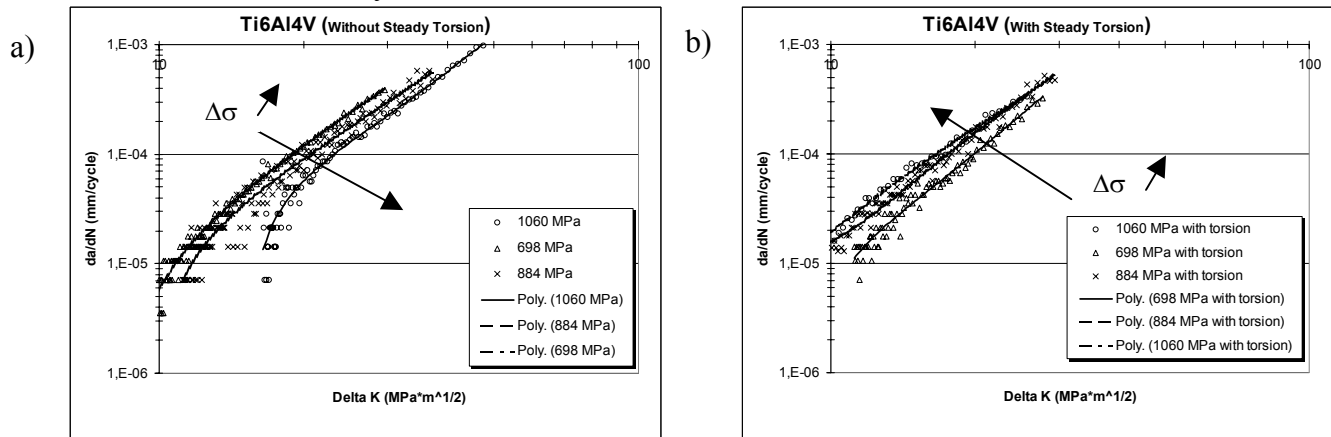 a)
Ti6Al4V (Without Steady Torsion)
1,E-03
10
100
Δσ
1,E-04
da/dN (mm/cycle)
1,E-05
1,E-06
1060 MPa
698 MPa
884 MPa
Poly. (1060 MPa)
Poly. (884 MPa)
Poly. (698 MPa)
Delta K (MPa*m^1/2)
b)
Ti6Al4V (With Steady Torsion)
1,E-03
10
100
1,E-04
Δσ
da/dN (mm/cycle)
1,E-05
1,E-06
1060 MPa with torsion
698 MPa with torsion
884 MPa with torsion
Poly. (698 MPa with torsion)
Poly. (884 MPa with torsion)
Poly. (1060 MPa with torsion)
Delta K (MPa*m^1/2)